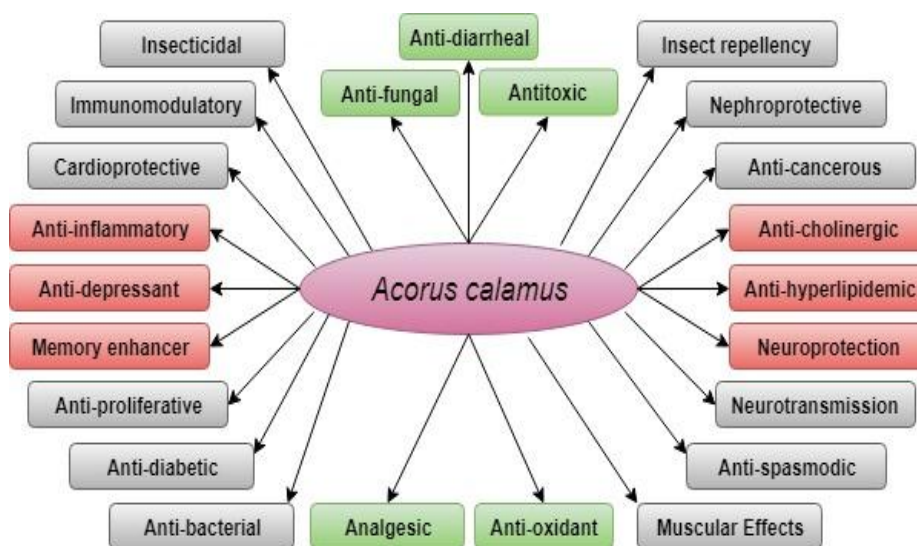 Anti-diarrheal
Insecticidal
Insect repellency
Anti-fungal
Antitoxic
Immunomodulatory
Nephroprotective
Cardioprotective
Anti-cancerous
Anti-inflammatory
Anti-cholinergic
Acorus calamus
Anti-depressant
Anti-hyperlipidemic
Memory enhancer
Neuroprotection
Anti-proliferative
Neurotransmission
Anti-diabetic
Anti-spasmodic
Anti-bacterial
Analgesic
Anti-oxidant
Muscular Effects